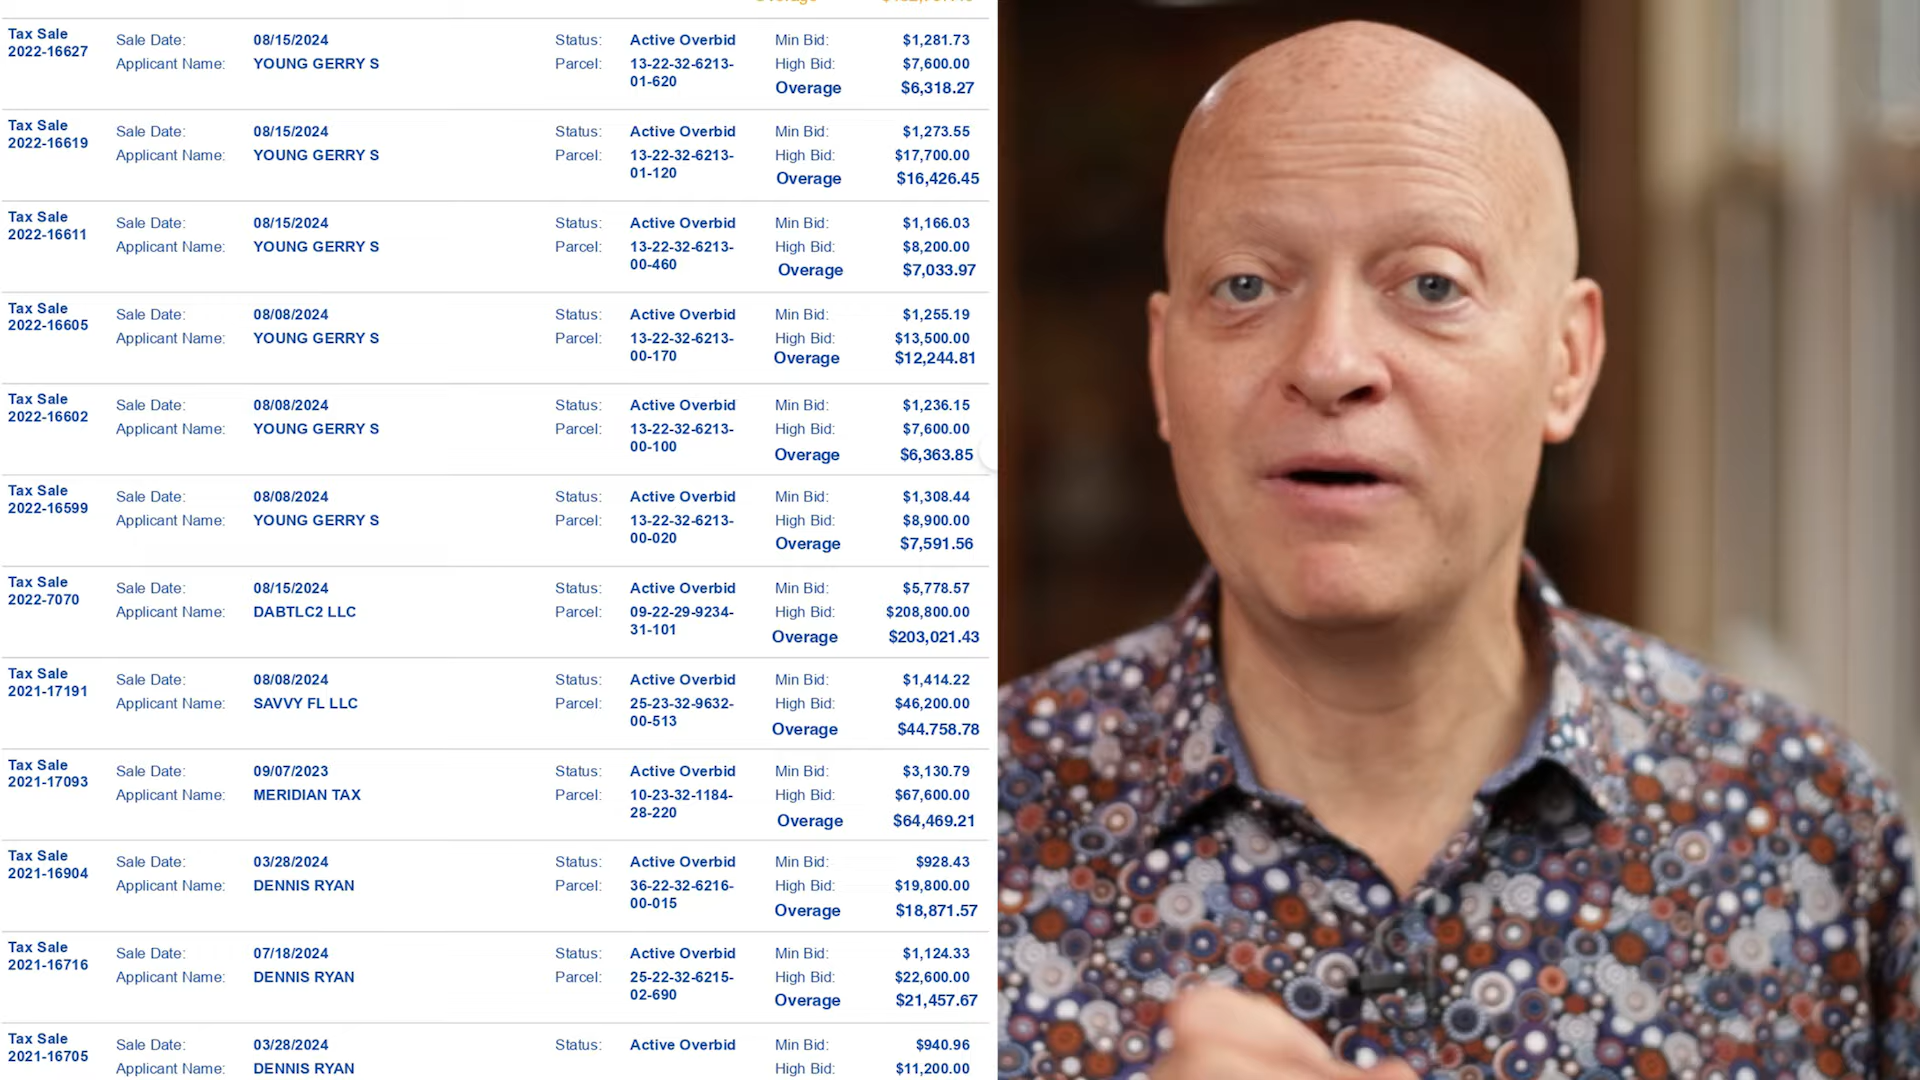 Tax Sale 2022-16627 Sale Date: 08/15/2024 Status: Active Overbid Min Bid: $1,281.73
Applicant Name: YOUNG GERRY S Parcel: 13-22-32-6213-01-620 High Bid: $7,600.00
Overage $6,318.27
Tax Sale 2022-16619 Sale Date: 08/15/2024 Status: Active Overbid Min Bid: $1,273.55
Applicant Name: YOUNG GERRY S Parcel: 13-22-32-6213-01-120 High Bid: $17,700.00
Overage $16,426.45
Tax Sale 2022-16611 Sale Date: 08/15/2024 Status: Active Overbid Min Bid: $1,166.03
Applicant Name: YOUNG GERRY S Parcel: 13-22-32-6213-00-460 High Bid: $8,200.00
Overage $7,033.97
Tax Sale 2022-16605 Sale Date: 08/08/2024 Status: Active Overbid Min Bid: $1,255.19
Applicant Name: YOUNG GERRY S Parcel: 13-22-32-6213-00-170 High Bid: $13,500.00
Overage $12,244.81
Tax Sale 2022-16602 Sale Date: 08/08/2024 Status: Active Overbid Min Bid: $1,236.15
Applicant Name: YOUNG GERRY S Parcel: 13-22-32-6213-00-100 High Bid: $7,600.00
Overage $6,363.85
Tax Sale 2022-16599 Sale Date: 08/08/2024 Status: Active Overbid Min Bid: $1,308.44
Applicant Name: YOUNG GERRY S Parcel: 13-22-32-6213-00-020 High Bid: $8,900.00
Overage $7,591.56
Tax Sale 2022-7070 Sale Date: 08/15/2024 Status: Active Overbid Min Bid: $5,778.57
Applicant Name: DABTLC2 LLC Parcel: 09-22-29-9234-31-101 High Bid: $208,800.00
Overage $203,021.43
Tax Sale 2021-17191 Sale Date: 08/08/2024 Status: Active Overbid Min Bid: $1,414.22
Applicant Name: SAVVY FL LLC Parcel: 25-23-32-9632-00-513 High Bid: $46,200.00
Overage $44.758.78
Tax Sale 2021-17093 Sale Date: 09/07/2023 Status: Active Overbid Min Bid: $3,130.79
Applicant Name: MERIDIAN TAX Parcel: 10-23-32-1184-28-220 High Bid: $67,600.00
Overage $64,469.21
Tax Sale 2021-16904 Sale Date: 03/28/2024 Status: Active Overbid Min Bid: $928.43
Applicant Name: DENNIS RYAN Parcel: 36-22-32-6216-00-015 High Bid: $19,800.00
Overage $18,871.57
Tax Sale 2021-16716 Sale Date: 07/18/2024 Status: Active Overbid Min Bid: $1,124.33
Applicant Name: DENNIS RYAN Parcel: 25-22-32-6215-02-690 High Bid: $22,600.00
Overage $21,457.67
Tax Sale 2021-16705 Sale Date: 03/28/2024 Status: Active Overbid Min Bid: $940.96
Applicant Name: DENNIS RYAN High Bid: $11,200.00